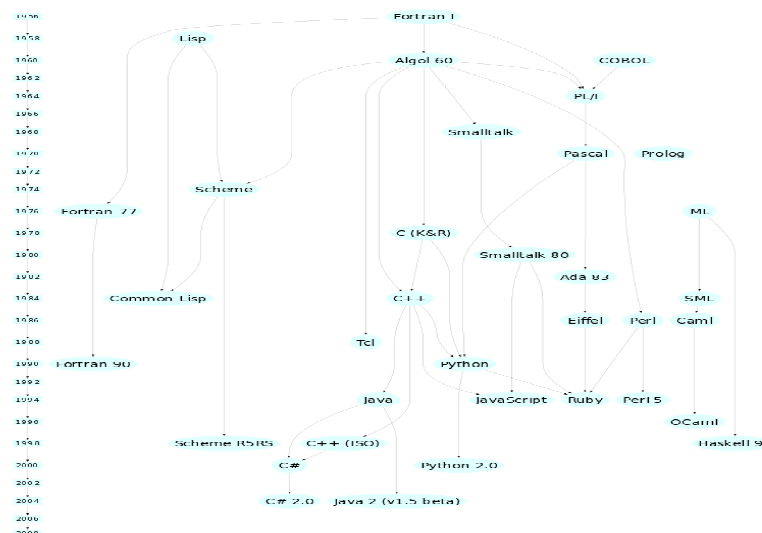 1956 Fortran I
1958 Lisp
1960 Algol 60 COBOL
1962
1964 PL/I
1966
1968 Smalltalk
1970 Pascal Prolog
1972
1974 Scheme
1976 Fortran 77 ML
1978 C (K&R)
1980 Smalltalk 80
1982 Ada 83
1984 Common Lisp C++ SML
1986 Eiffel Perl Caml
1988 Tcl
1990 Fortran 90 Python
1992
1994 Java JavaScript Ruby Perl 5
1996 OCaml
1998 Scheme R5RS C++ (ISO) Haskell 9
2000 C# Python 2.0
2002
2004 C# 2.0 Java 2 (v1.5 beta)
2006